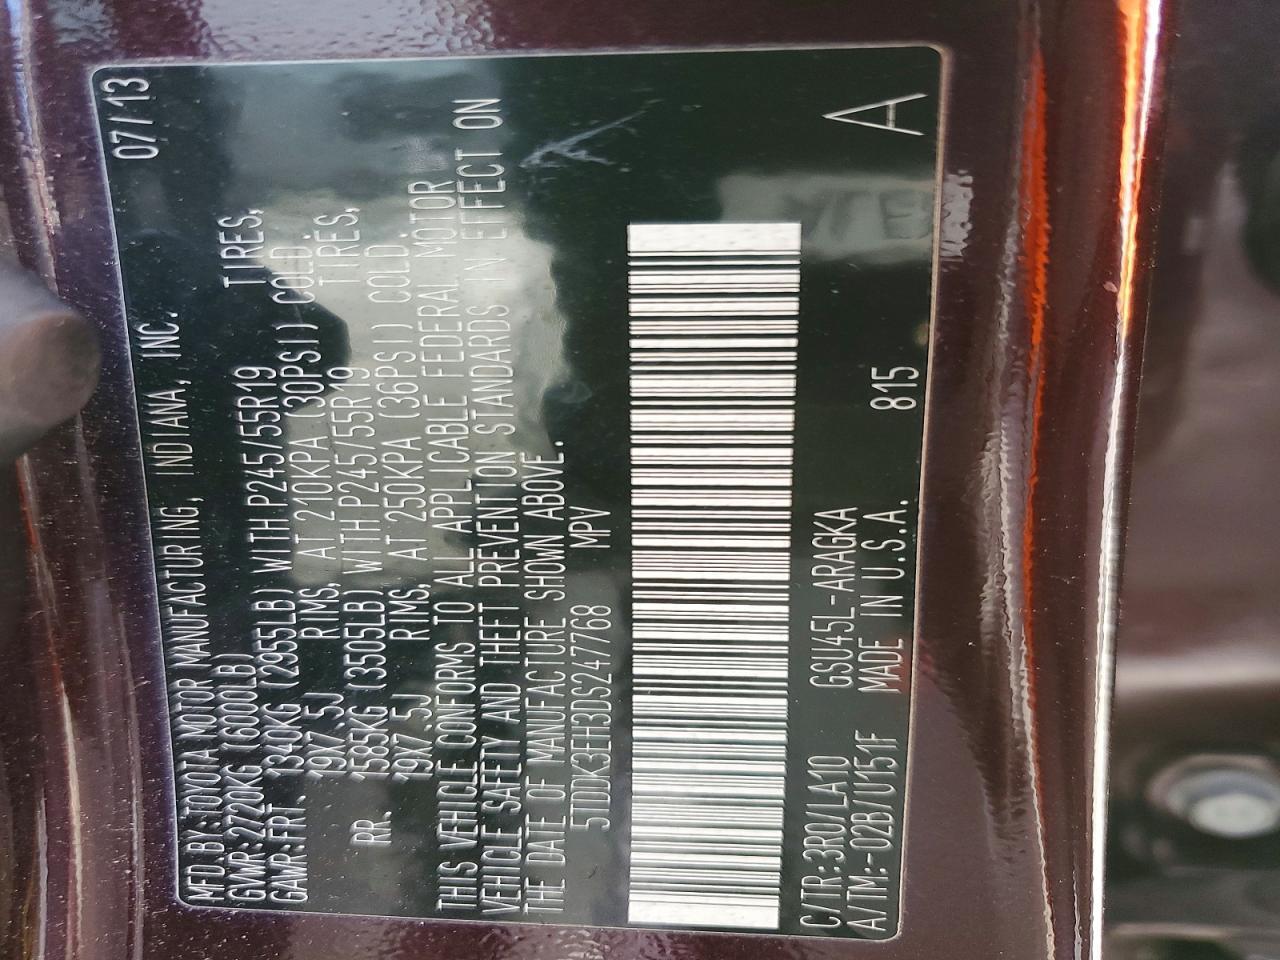 MFD.BY:TOYOTA MOTOR MANUFACTURING, INDIANA, INC. 07/13
GVWR:2720KG (6000LB)
GAWR:FRT. 1340KG (2955LB) WITH P245/55R19 TIRES,
19X7.5J RIMS, AT 210KPA (30PSI) COLD.
RR. 1585KG (3505LB) WITH P245/55R19 TIRES,
19X7.5J RIMS, AT 250KPA (36PSI) COLD.
THIS VEHICLE CONFORMS TO ALL APPLICABLE FEDERAL MOTOR
VEHICLE SAFETY AND THEFT PREVENTION STANDARDS IN EFFECT ON
THE DATE OF MANUFACTURE SHOWN ABOVE.
5TDDK3EH3DS247768 MPV
C/TR:3R0/LA10 GSU45L-ARAGKA
A/TM:-02B/U151F MADE IN U.S.A. 815 A